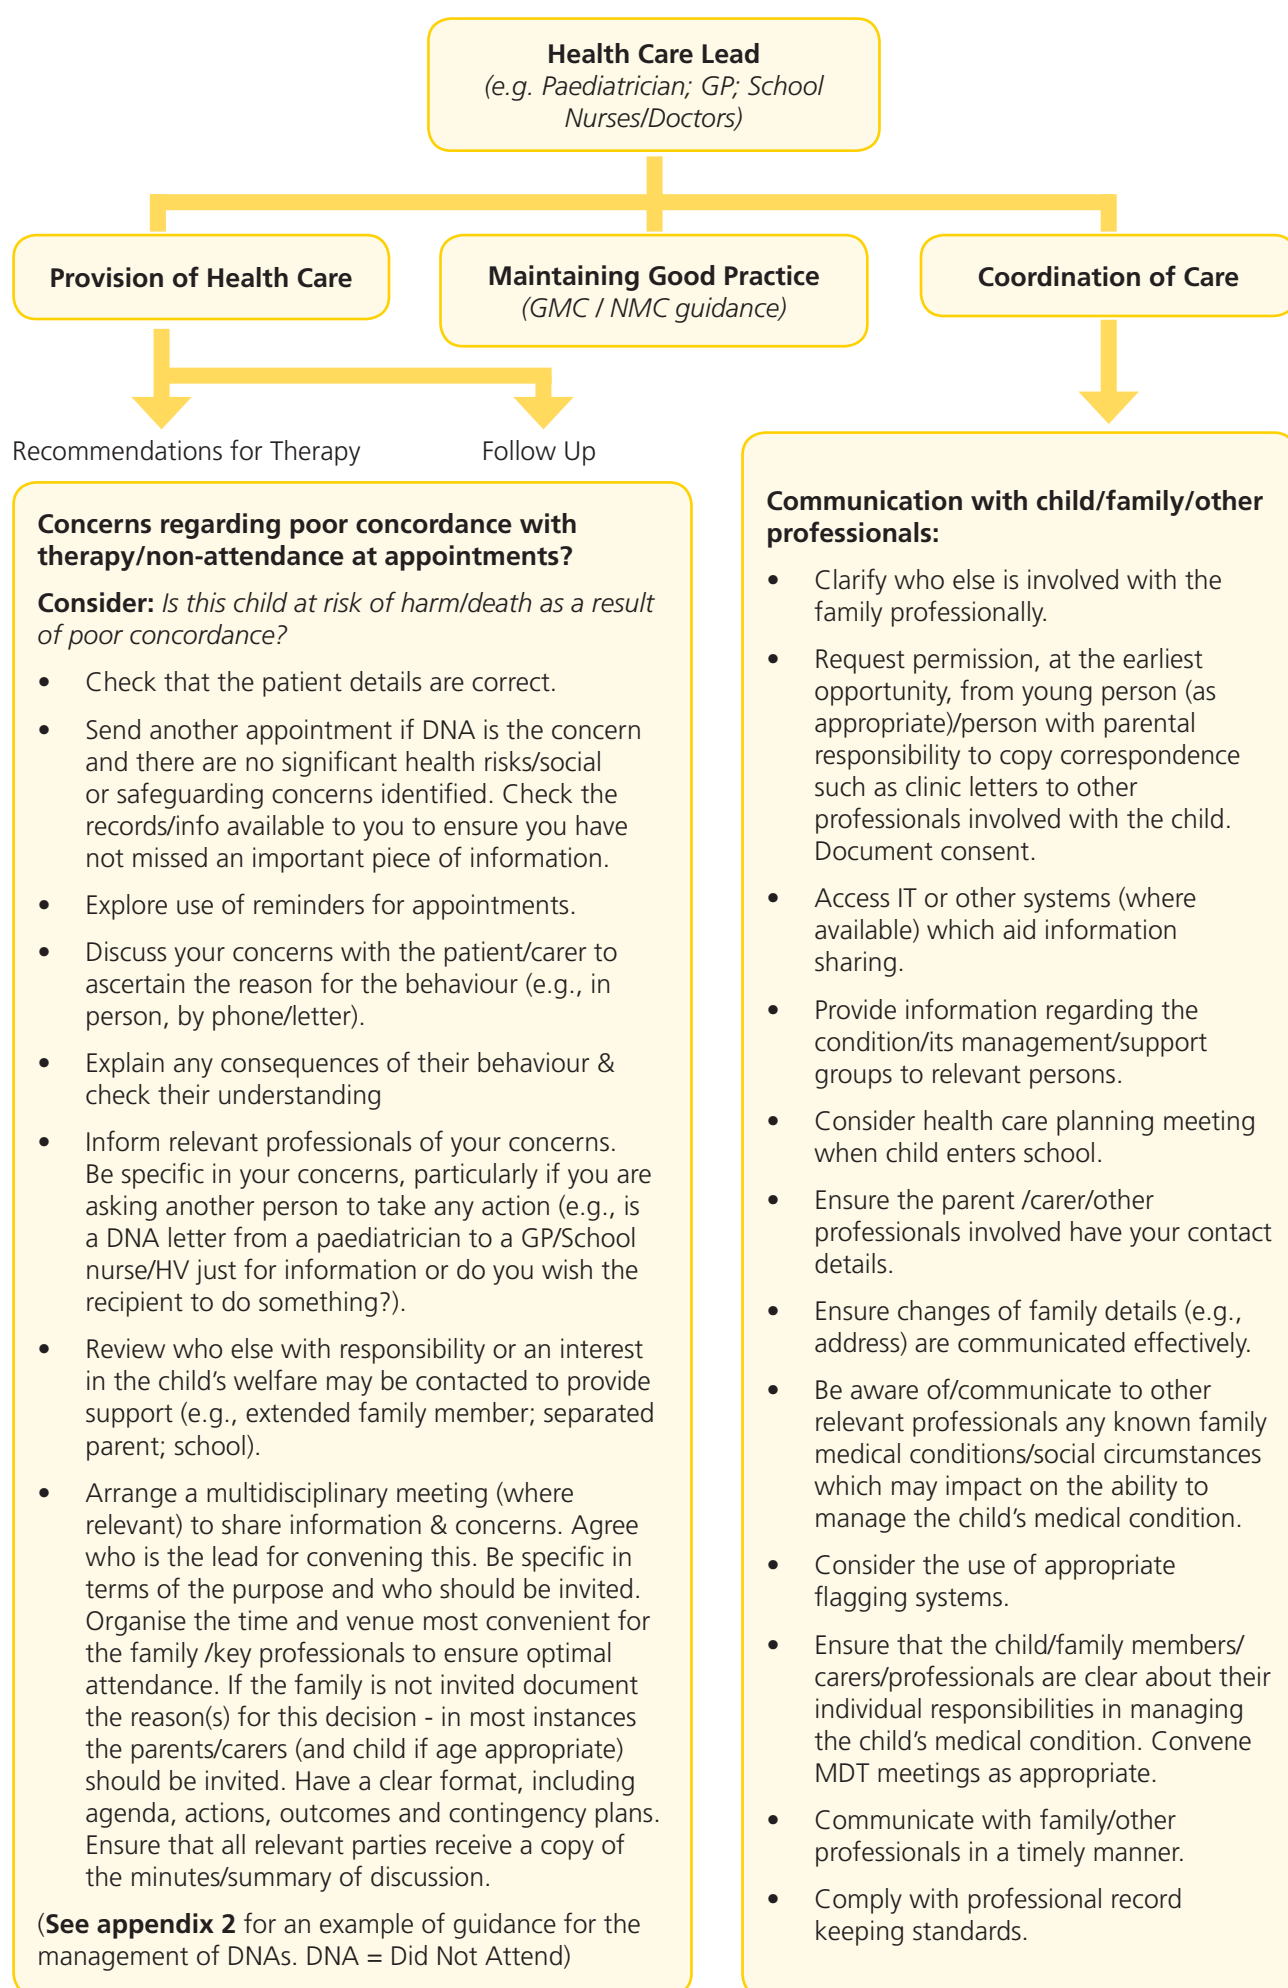 Health Care Lead
(e.g. Paediatrician; GP; School
Nurses/Doctors)
Provision of Health Care
Maintaining Good Practice
(GMC / NMC guidance)
Coordination of Care
Recommendations for Therapy
Follow Up
Concerns regarding poor concordance with
therapy/non-attendance at appointments?
Consider: Is this child at risk of harm/death as a result
of poor concordance?
• Check that the patient details are correct.
• Send another appointment if DNA is the concern
and there are no significant health risks/social
or safeguarding concerns identified. Check the
records/info available to you to ensure you have
not missed an important piece of information.
• Explore use of reminders for appointments.
• Discuss your concerns with the patient/carer to
ascertain the reason for the behaviour (e.g., in
person, by phone/letter).
• Explain any consequences of their behaviour &
check their understanding
• Inform relevant professionals of your concerns.
Be specific in your concerns, particularly if you are
asking another person to take any action (e.g., is
a DNA letter from a paediatrician to a GP/School
nurse/HV just for information or do you wish the
recipient to do something?).
• Review who else with responsibility or an interest
in the child's welfare may be contacted to provide
support (e.g., extended family member; separated
parent; school).
• Arrange a multidisciplinary meeting (where
relevant) to share information & concerns. Agree
who is the lead for convening this. Be specific in
terms of the purpose and who should be invited.
Organise the time and venue most convenient for
the family /key professionals to ensure optimal
attendance. If the family is not invited document
the reason(s) for this decision - in most instances
the parents/carers (and child if age appropriate)
should be invited. Have a clear format, including
agenda, actions, outcomes and contingency plans.
Ensure that all relevant parties receive a copy of
the minutes/summary of discussion.
(See appendix 2 for an example of guidance for the
management of DNAs. DNA = Did Not Attend)
Communication with child/family/other
professionals:
• Clarify who else is involved with the
family professionally.
• Request permission, at the earliest
opportunity, from young person (as
appropriate)/person with parental
responsibility to copy correspondence
such as clinic letters to other
professionals involved with the child.
Document consent.
• Access IT or other systems (where
available) which aid information
sharing.
• Provide information regarding the
condition/its management/support
groups to relevant persons.
• Consider health care planning meeting
when child enters school.
• Ensure the parent /carer/other
professionals involved have your contact
details.
• Ensure changes of family details (e.g.,
address) are communicated effectively.
• Be aware of/communicate to other
relevant professionals any known family
medical conditions/social circumstances
which may impact on the ability to
manage the child's medical condition.
• Consider the use of appropriate
flagging systems.
• Ensure that the child/family members/
carers/professionals are clear about their
individual responsibilities in managing
the child's medical condition. Convene
MDT meetings as appropriate.
• Communicate with family/other
professionals in a timely manner.
• Comply with professional record
keeping standards.